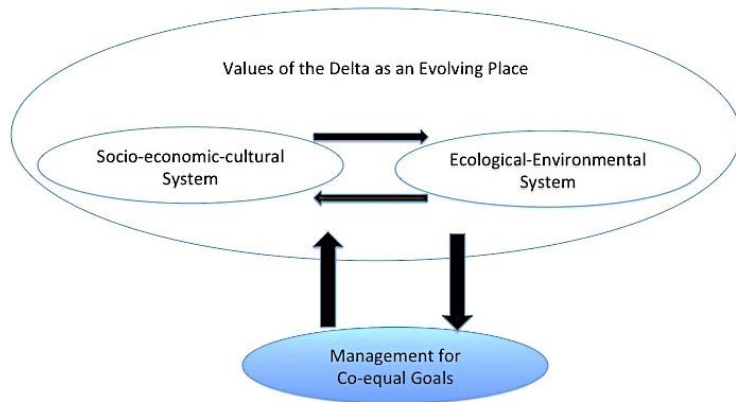 Values of the Delta as an Evolving Place
Socio-economic-cultural
System
Ecological-Environmental
System
Management for
Co-equal Goals